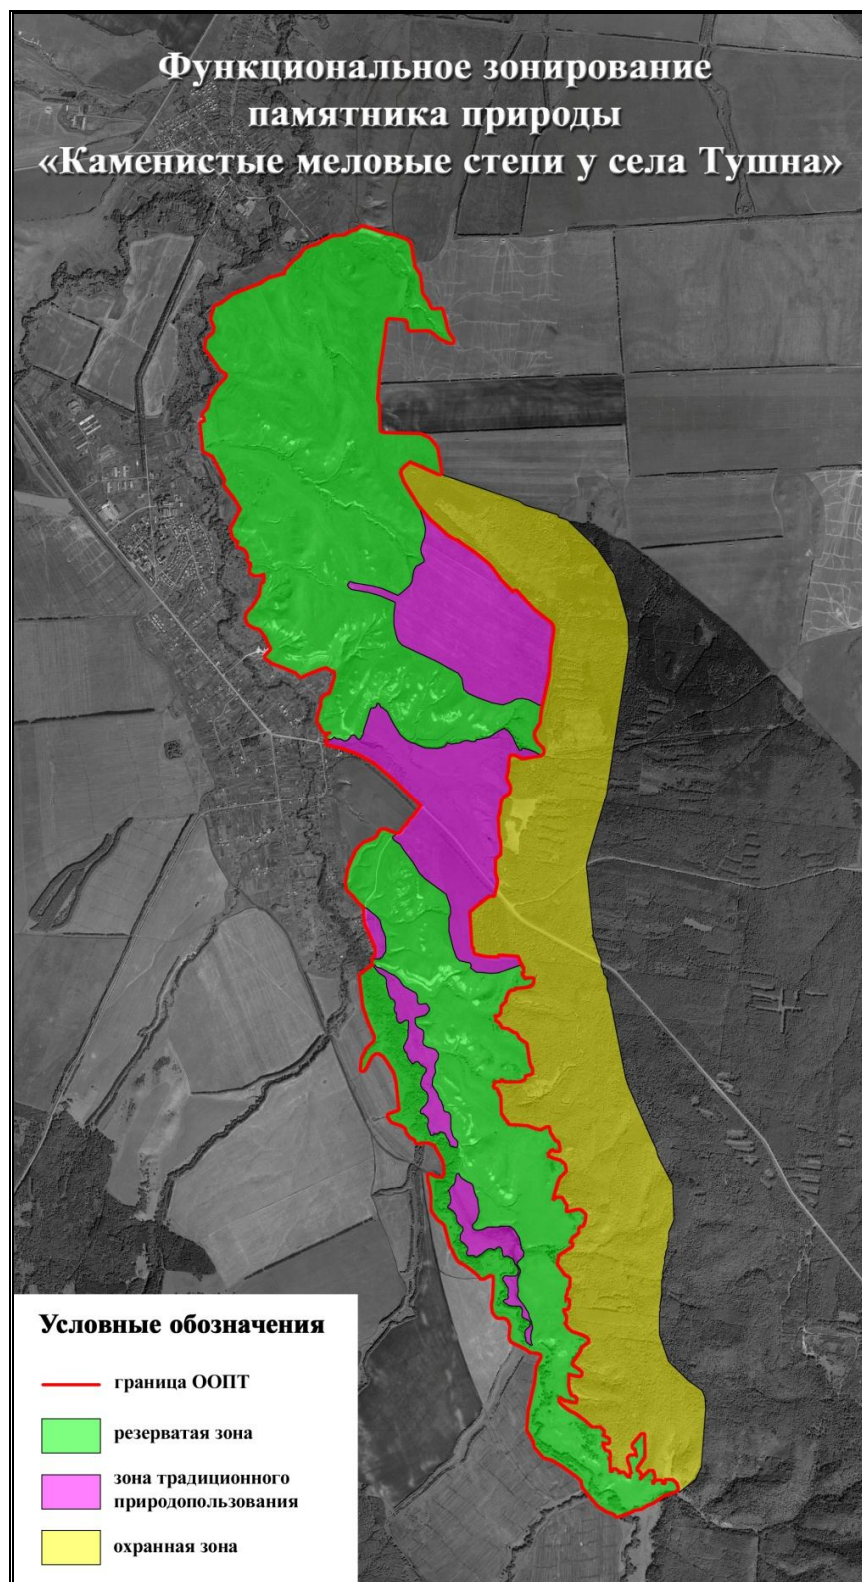 Функциональное зонирование
памятника природы
«Каменистые меловые степи у села Тушна»
Условные обозначения
граница ООПТ
резерватая зона
зона традиционного
природопользования
охранная зона